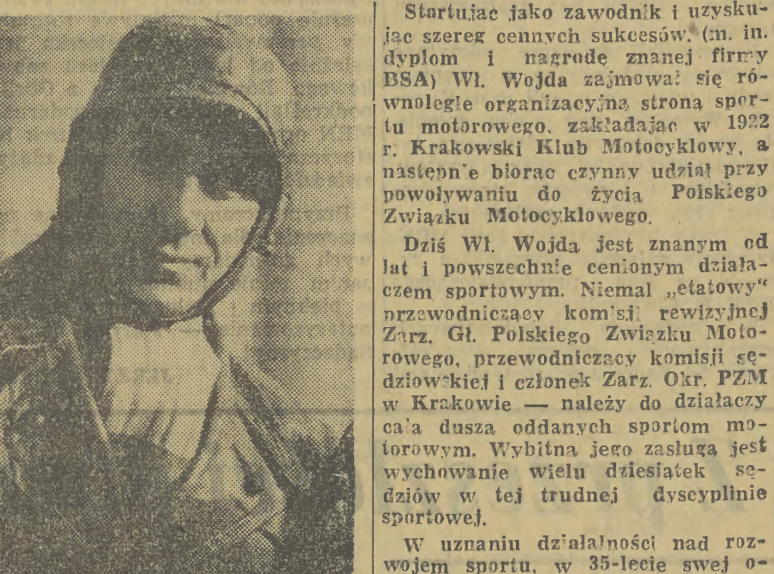 Startując jako zawodnik i uzysku-
jąc szereg cennych sukcesów. (m. in.
dyplom i nagrodę znanej firmy
BSA) Wł. Wojda zajmował się ró-
wnolegle organizacyjną stroną spor-
tu motorowego, zakładając w 1922
r. Krakowski Klub Motocyklowy, a
następnie biorąc czynny udział przy
powoływaniu do życia Polskiego
Związku Motocyklowego.
Dziś Wł. Wojda jest znanym od
lat i powszechnie cenionym działa-
czem sportowym. Niemal „etatowy“
przewodniczący komisji rewizyjnej
Zarz. Gł. Polskiego Związku Moto-
rowego, przewodniczący komisji sę-
dziowskiej i członek Zarz. Okr. PZM
w Krakowie — należy do działaczy
całą duszą oddanych sportom mo-
torowym. Wybitną jego zasługą jest
wychowanie wielu dziesiątek sę-
dziów w tej trudnej dyscyplinie
sportowej.
W uznaniu działalności nad roz-
wojem sportu, w 35-lecie swej o-